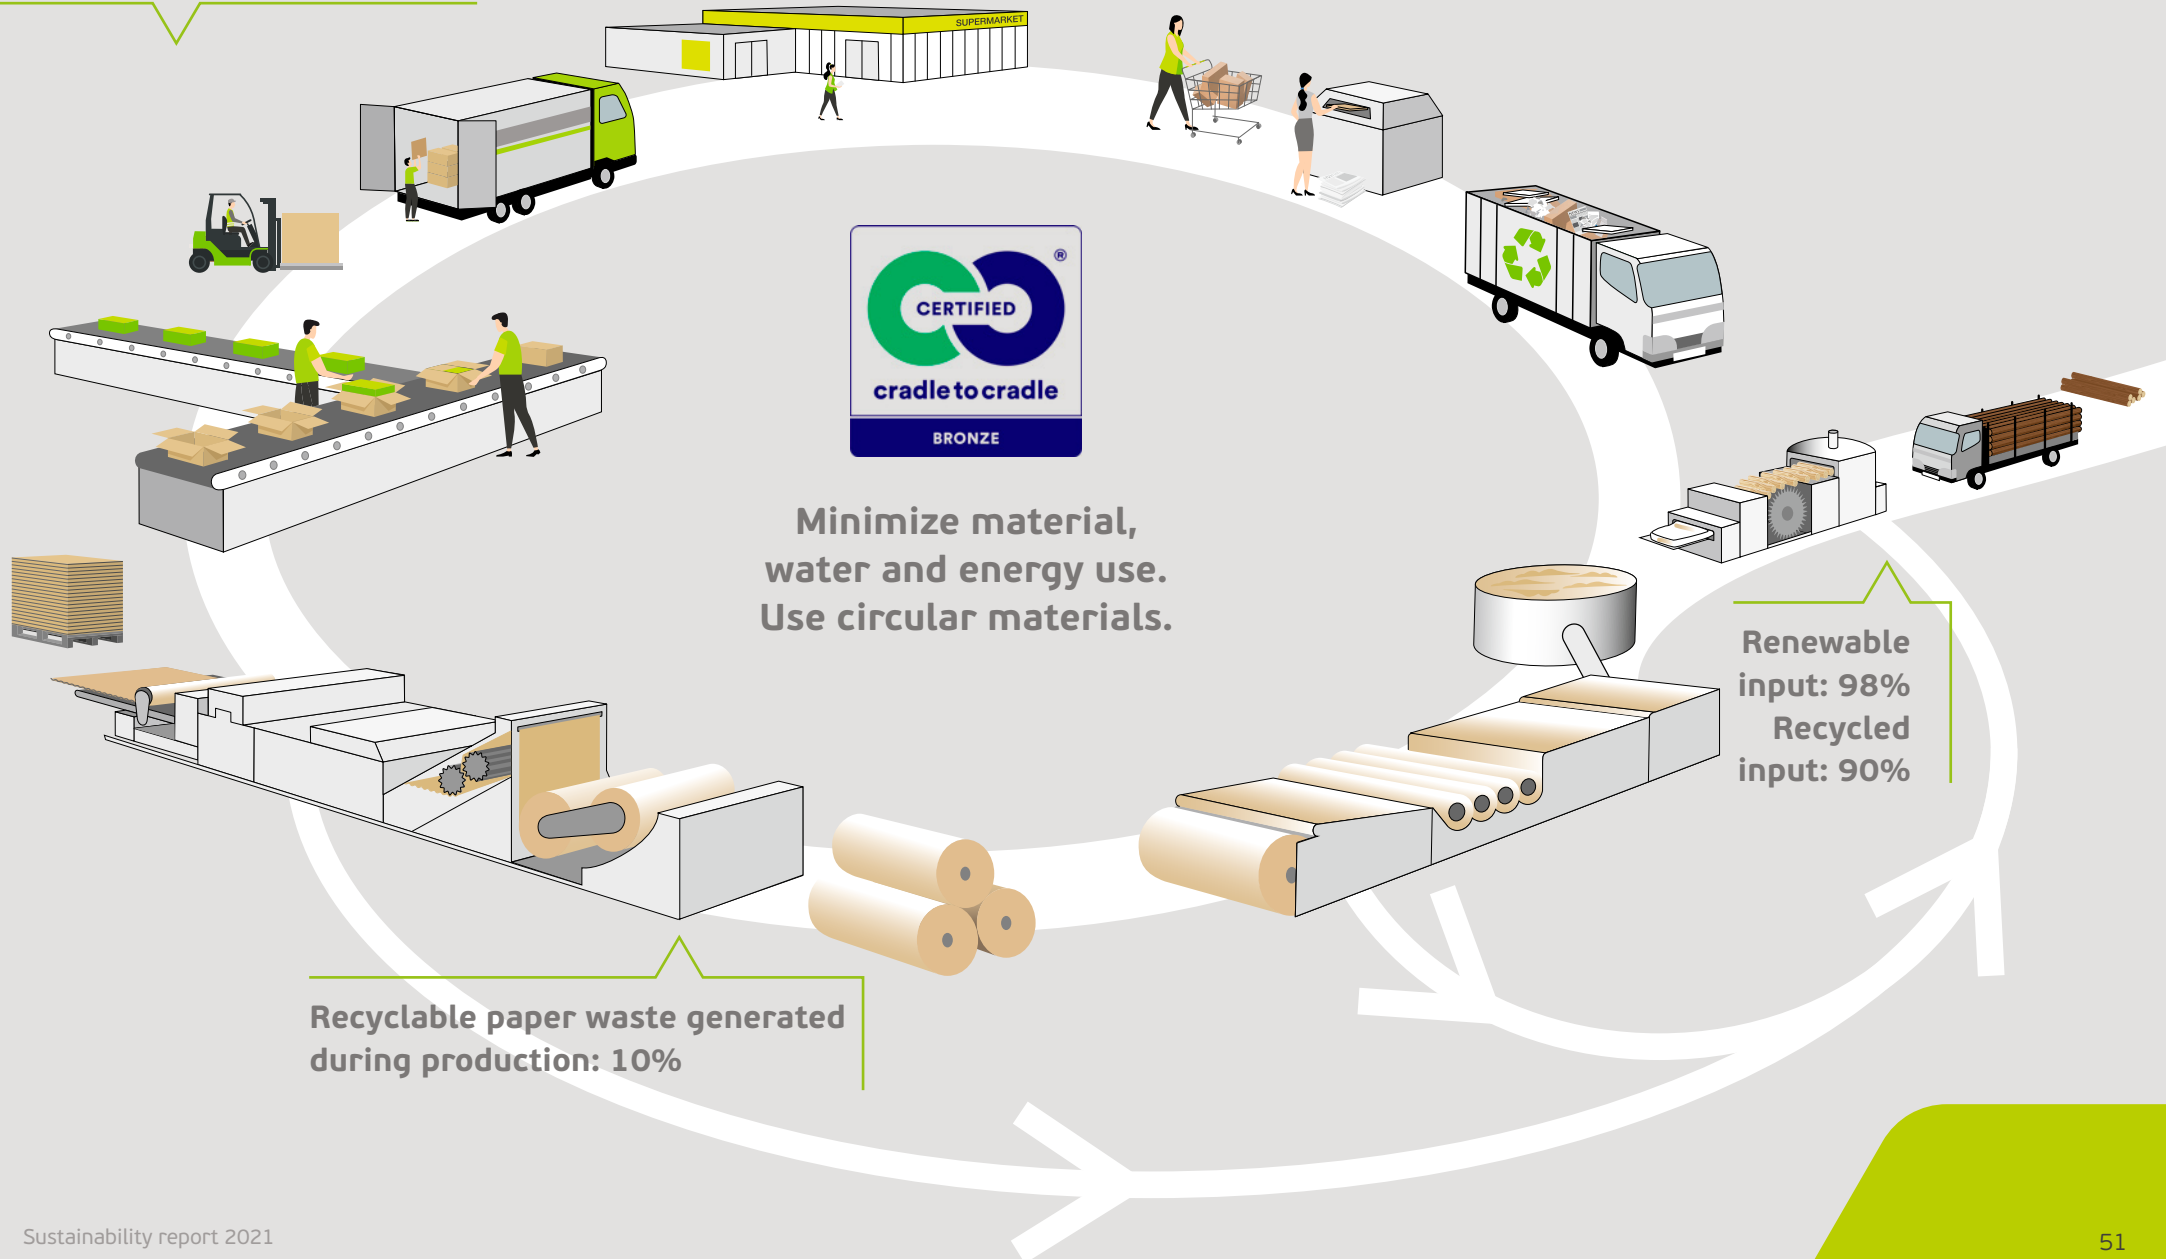 SUPERMARKET
®
CERTIFIED
cradle to cradle
BRONZE
Minimize material,
water and energy use.
Use circular materials.
Renewable
input: 98%
Recycled
input: 90%
Recyclable paper waste generated
during production: 10%
Sustainability report 2021
51